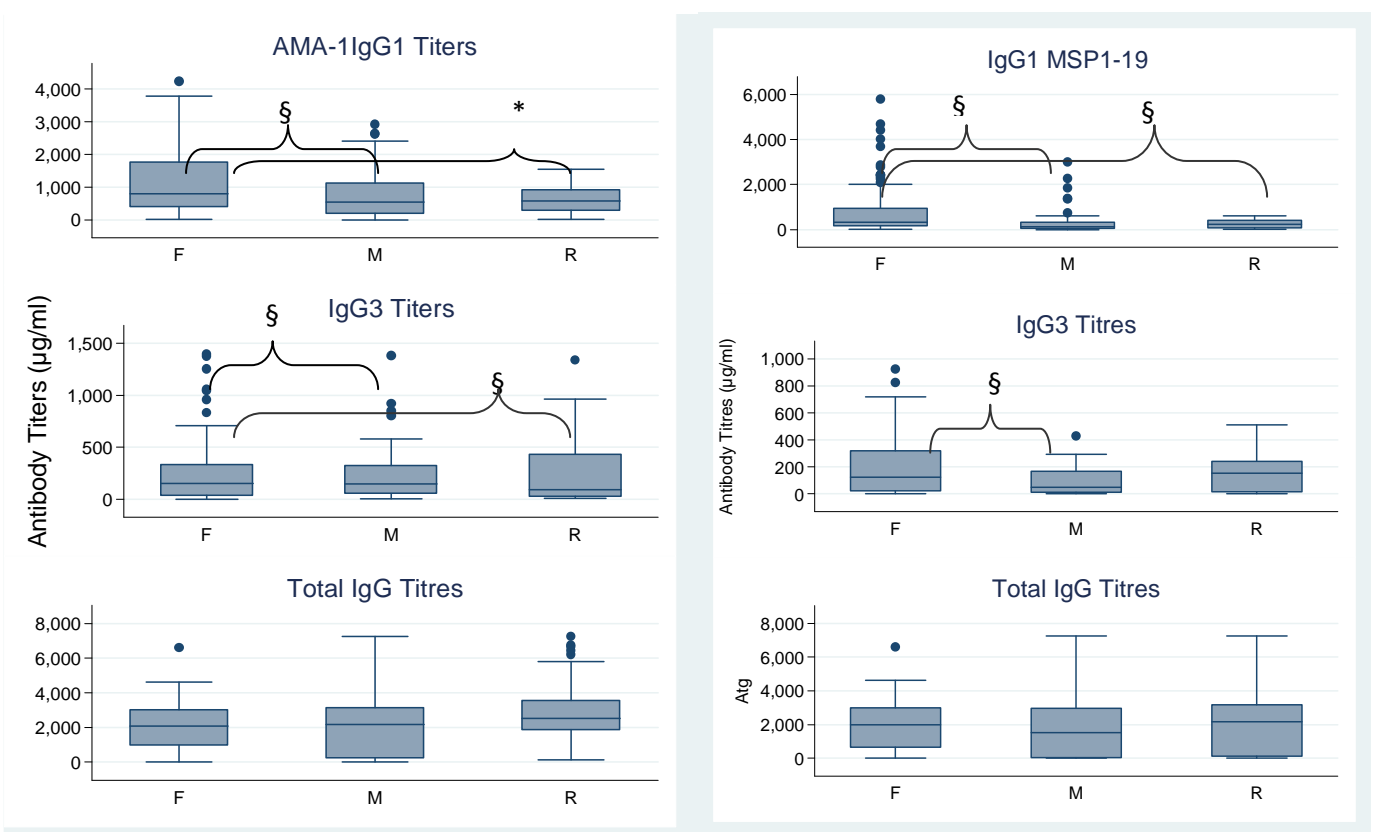 AMA-1IgG1 Titers
§
*
4,000
3,000
2,000
1,000
0
F M R
IgG3 Titers
§
§
1,500
1,000
500
0
F M R
Antibody Titers (µg/ml)
Total IgG Titres
8,000
6,000
4,000
2,000
0
F M R
IgG1 MSP1-19
§ §
6,000
4,000
2,000
0
F M R
IgG3 Titres
§
1,000
800
600
400
200
0
F M R
Antibody Titres (µg/ml)
Total IgG Titres
8,000
6,000
4,000
2,000
0
Atg
F M R